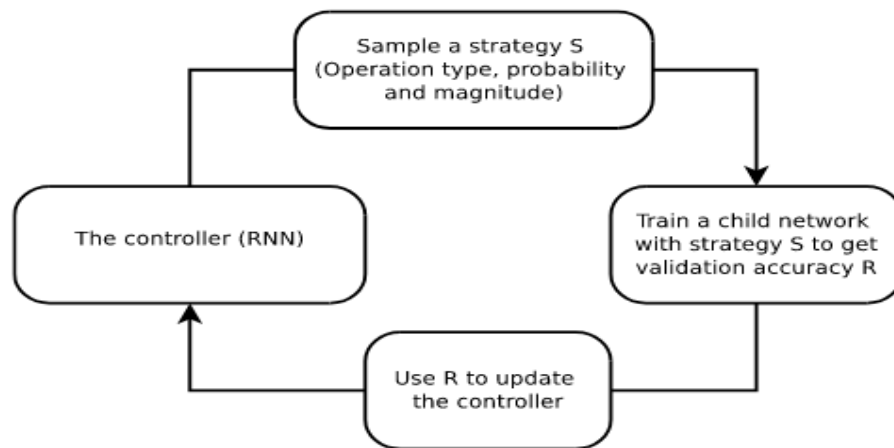 Sample a strategy S
(Operation type, probability
and magnitude)
The controller (RNN)
Train a child network
with strategy S to get
validation accuracy R
Use R to update
the controller